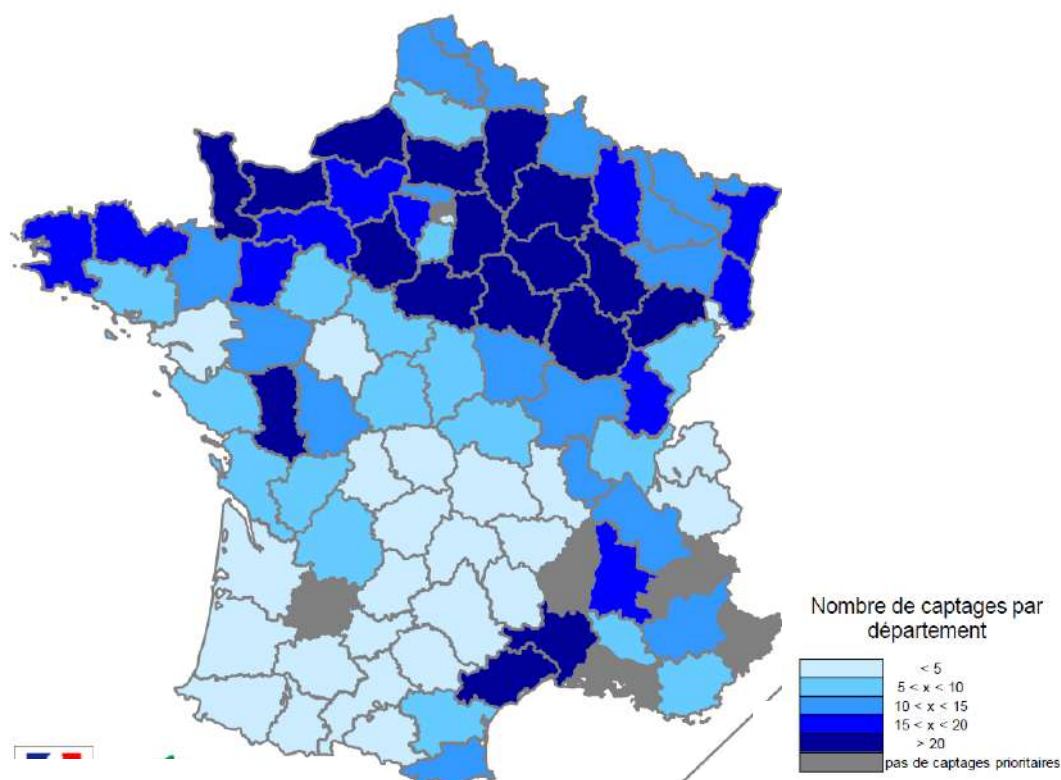 Nombre de captages par
département
< 5
5 < x < 10
10 < x < 15
15 < x < 20
> 20
pas de captages prioritaires